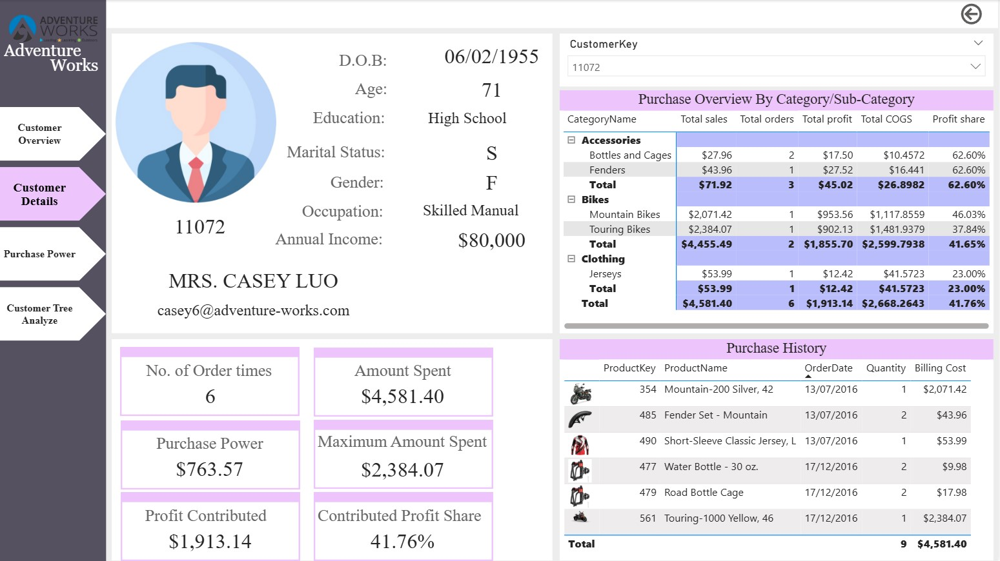 ADVENTURE
WORKS
Adventure
Works
Customer
Overview
Customer
Details
Purchase Power
Customer Tree
Analyze
11072
D.O.B: 06/02/1955
Age: 71
Education: High School
Marital Status: S
Gender: F
Occupation: Skilled Manual
Annual Income: $80,000
MRS. CASEY LUO
casey6@adventure-works.com
No. of Order times
6
Amount Spent
$4,581.40
Purchase Power
$763.57
Maximum Amount Spent
$2,384.07
Profit Contributed
$1,913.14
Contributed Profit Share
41.76%
CustomerKey
11072
Purchase Overview By Category/Sub-Category
CategoryName Total sales Total orders Total profit Total COGS Profit share
Accessories
Bottles and Cages $27.96 2 $17.50 $10.4572 62.60%
Fenders $43.96 1 $27.52 $16.441 62.60%
Total $71.92 3 $45.02 $26.8982 62.60%
Bikes
Mountain Bikes $2,071.42 1 $953.56 $1,117.8559 46.03%
Touring Bikes $2,384.07 1 $902.13 $1,481.9379 37.84%
Total $4,455.49 2 $1,855.70 $2,599.7938 41.65%
Clothing
Jerseys $53.99 1 $12.42 $41.5723 23.00%
Total $53.99 1 $12.42 $41.5723 23.00%
Total $4,581.40 6 $1,913.14 $2,668.2643 41.76%
Purchase History
ProductKey ProductName OrderDate Quantity Billing Cost
354 Mountain-200 Silver, 42 13/07/2016 1 $2,071.42
485 Fender Set - Mountain 13/07/2016 2 $43.96
490 Short-Sleeve Classic Jersey, L 13/07/2016 1 $53.99
477 Water Bottle - 30 oz. 17/12/2016 2 $9.98
479 Road Bottle Cage 17/12/2016 2 $17.98
561 Touring-1000 Yellow, 46 17/12/2016 1 $2,384.07
Total 9 $4,581.40